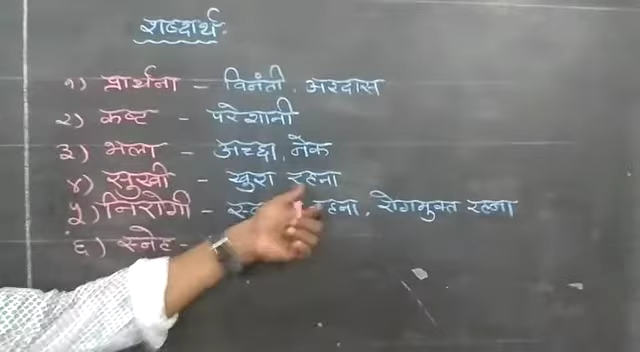 शब्दार्थ:
१) प्रार्थना - विनंती, अरदास
२) कष्ट - परेशानी
३) भला - अच्छा, नेक
४) सुखी - खुश रहना
५) निरोगी - रहना, रोगमुक्त रहना
६) स्नेह -